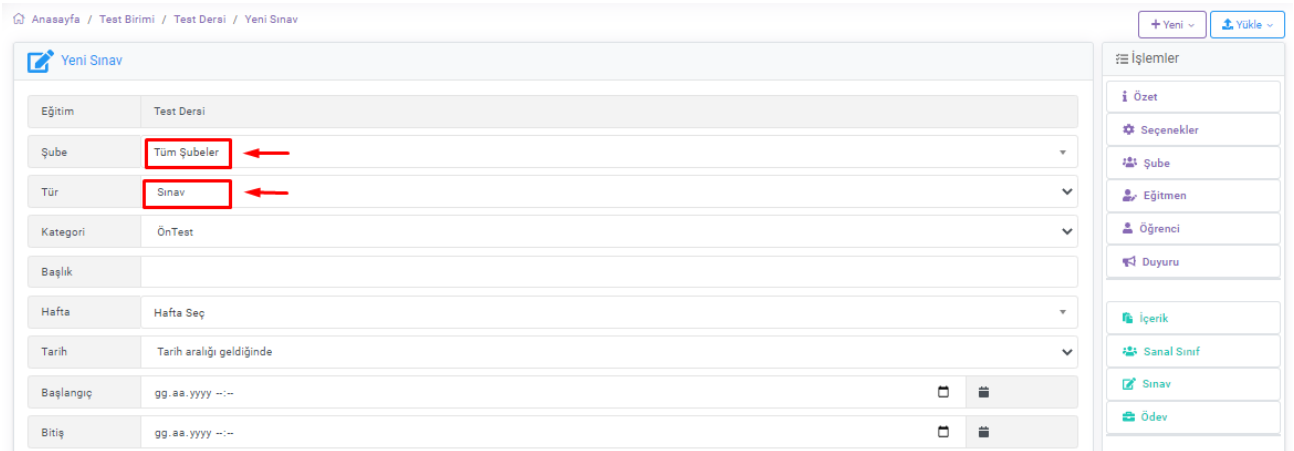 Anasayfa / Test Birimi / Test Dersi / Yeni Sınav
+ Yeni
Yükle
Yeni Sınav
Eğitim
Test Dersi
Şube
Tüm Şubeler
Tür
Sınav
Kategori
ÖnTest
Başlık
Hafta
Hafta Seç
Tarih
Tarih aralığı geldiğinde
Başlangıç
gg.aa.yyyy --:--
Bitiş
gg.aa.yyyy --:--
İşlemler
Özet
Seçenekler
Şube
Eğitmen
Öğrenci
Duyuru
İçerik
Sanal Sınıf
Sınav
Ödev